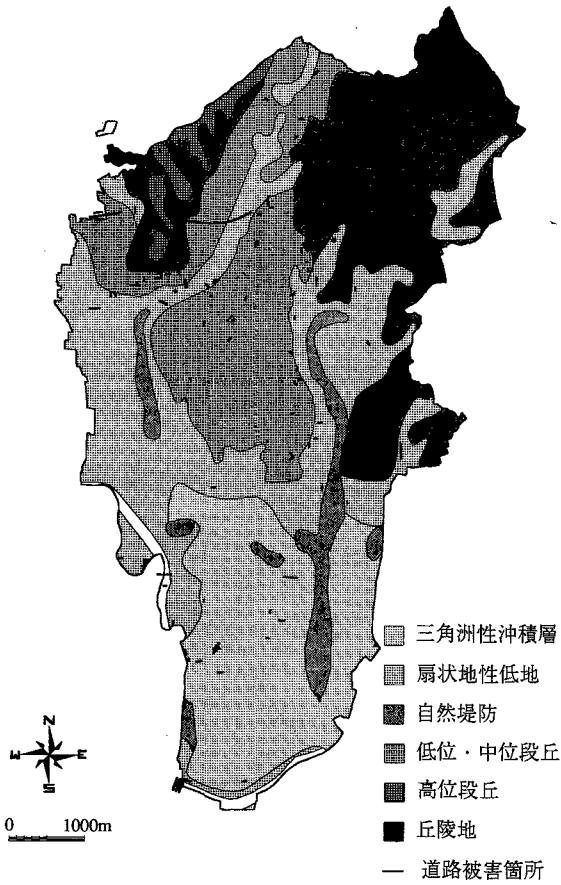 三角洲性沖積層
扇状地性低地
自然堤防
低位・中位段丘
高位段丘
丘陵地
道路被害箇所
N
W E
S
0 1000m